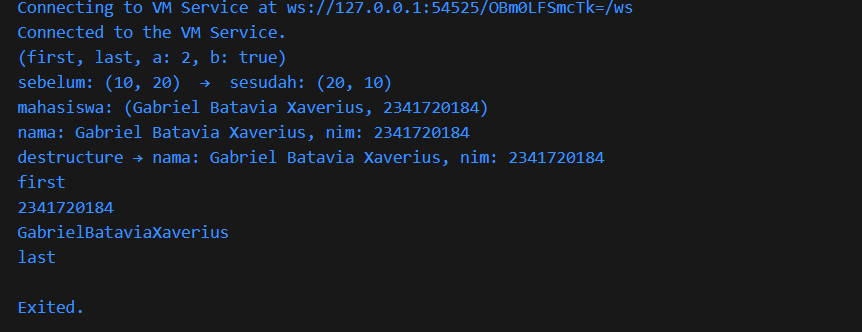 Connecting to VM Service at ws://127.0.0.1:54525/OBm0LFSmcTk=/ws
Connected to the VM Service.
(first, last, a: 2, b: true)
sebelum: (10, 20)  →  sesudah: (20, 10)
mahasiswa: (Gabriel Batavia Xaverius, 2341720184)
nama: Gabriel Batavia Xaverius, nim: 2341720184
destructure → nama: Gabriel Batavia Xaverius, nim: 2341720184
first
2341720184
GabrielBataviaXaverius
last
Exited.